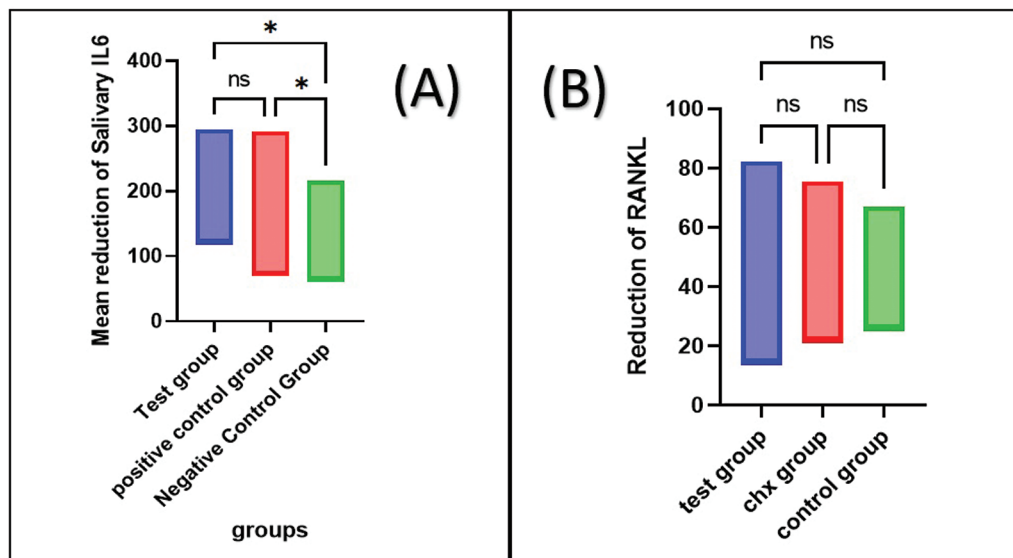 (A)
Mean reduction of Salivary IL6
400
300
200
100
0
*
ns
*
Test group
positive control group
Negative Control Group
groups
(B)
Reduction of RANKL
100
80
60
40
20
0
ns
ns
ns
test group
chx group
control group